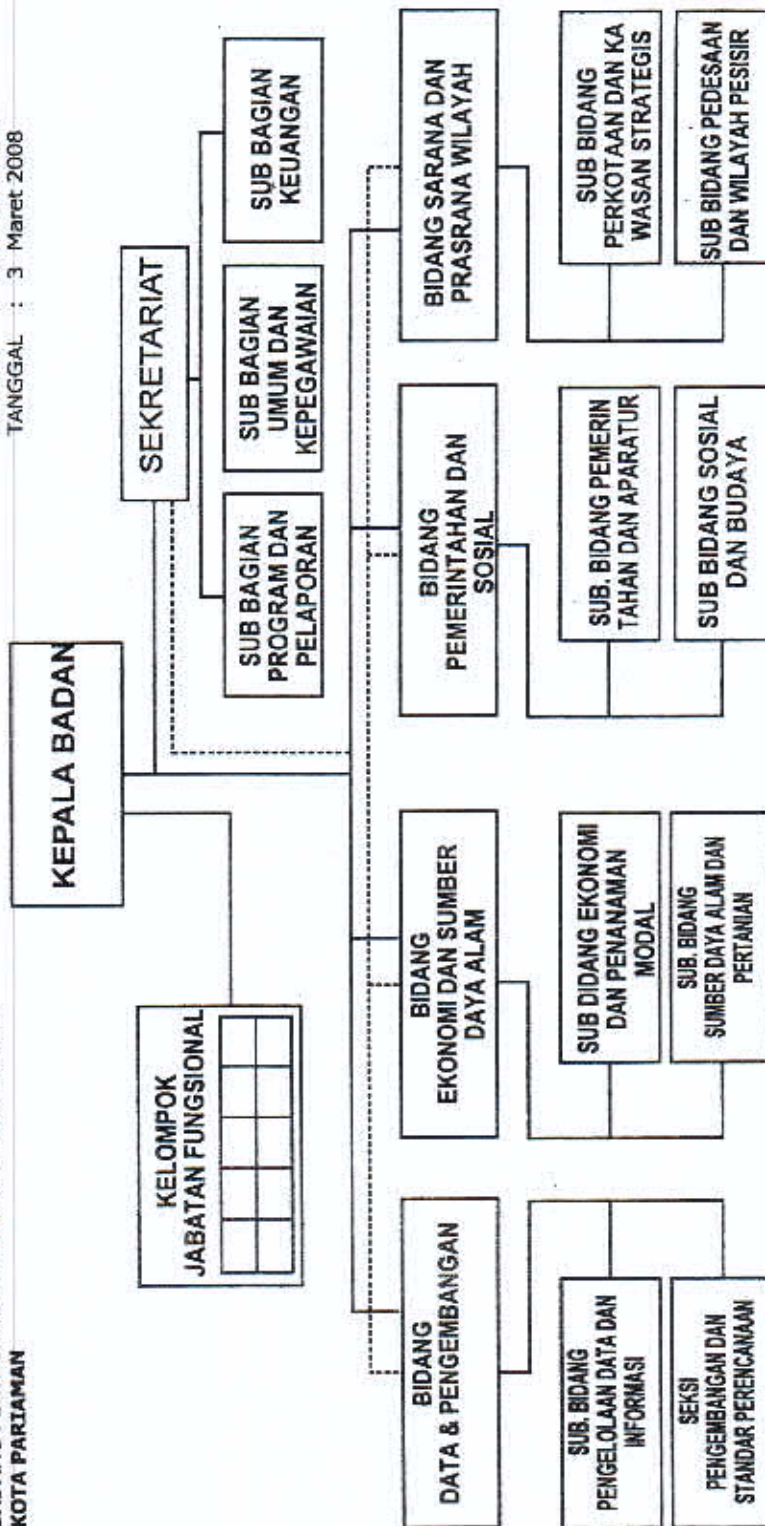 KOTA PARIAMAN
TANGGAL : 3 Maret 2008
KEPALA BADAN
KELOMPOK
JABATAN FUNGSIONAL
SEKRETARIAT
SUB BAGIAN
PROGRAM DAN
PELAPORAN
SUB BAGIAN
UMUM DAN
KEPEGAWAIAN
SUB BAGIAN
KEUANGAN
BIDANG
DATA & PENGEMBANGAN
BIDANG
EKONOMI DAN SUMBER
DAYA ALAM
BIDANG
PEMERINTAHAN DAN
SOSIAL
BIDANG SARANA DAN
PRASRANA WILAYAH
SUB. BIDANG
PENGELOLAAN DATA DAN
INFORMASI
SEKSI
PENGEMBANGAN DAN
STANDAR PERENCANAAN
SUB DIDANG EKONOMI
DAN PENANAMAN
MODAL
SUB. BIDANG
SUMBER DAYA ALAM DAN
PERTANIAN
SUB. BIDANG PEMERIN
TAHAN DAN APARATUR
SUB BIDANG SOSIAL
DAN BUDAYA
SUB BIDANG
PERKOTAAN DAN KA
WASAN STRATEGIS
SUB BIDANG PEDESAAN
DAN WILAYAH PESISIR